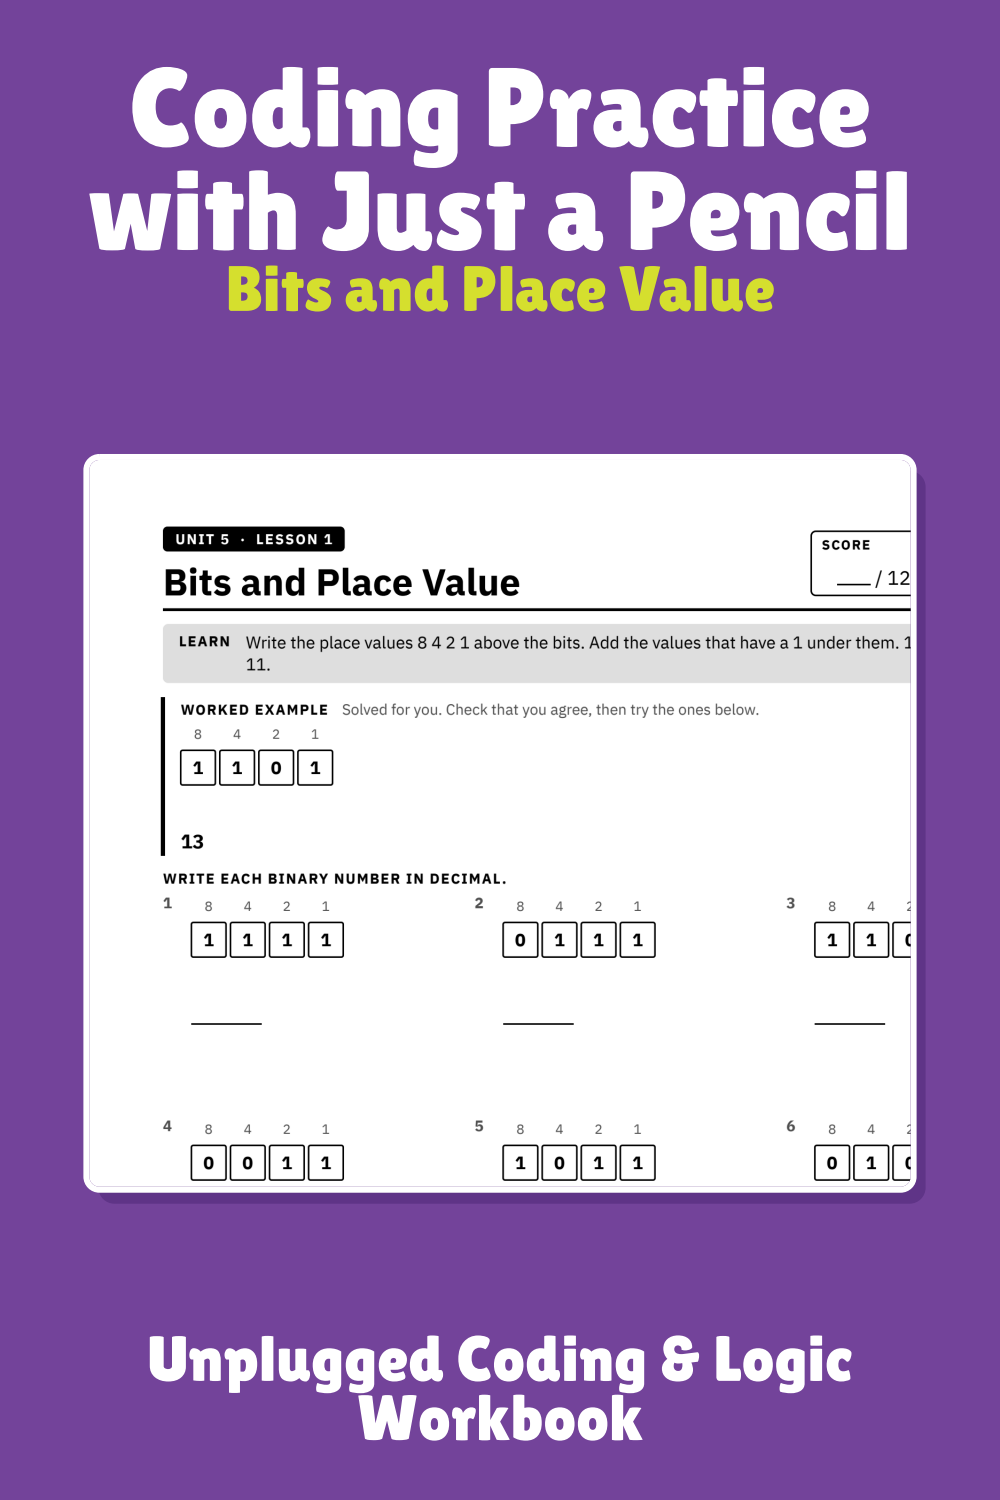 Coding Practice
with Just a Pencil
Bits and Place Value
UNIT 5 · LESSON 1
SCORE
Bits and Place Value
/ 12
LEARN Write the place values 8 4 2 1 above the bits. Add the values that have a 1 under them. 1
11.
WORKED EXAMPLE Solved for you. Check that you agree, then try the ones below.
8 4 2 1
1 1 0 1
13
WRITE EACH BINARY NUMBER IN DECIMAL.
1 8 4 2 1 2 8 4 2 1 3 8 4 2
1 1 1 1 0 1 1 1 1 1 0
4 8 4 2 1 5 8 4 2 1 6 8 4 2
0 0 1 1 1 0 1 1 0 1 0
Unplugged Coding & Logic
Workbook